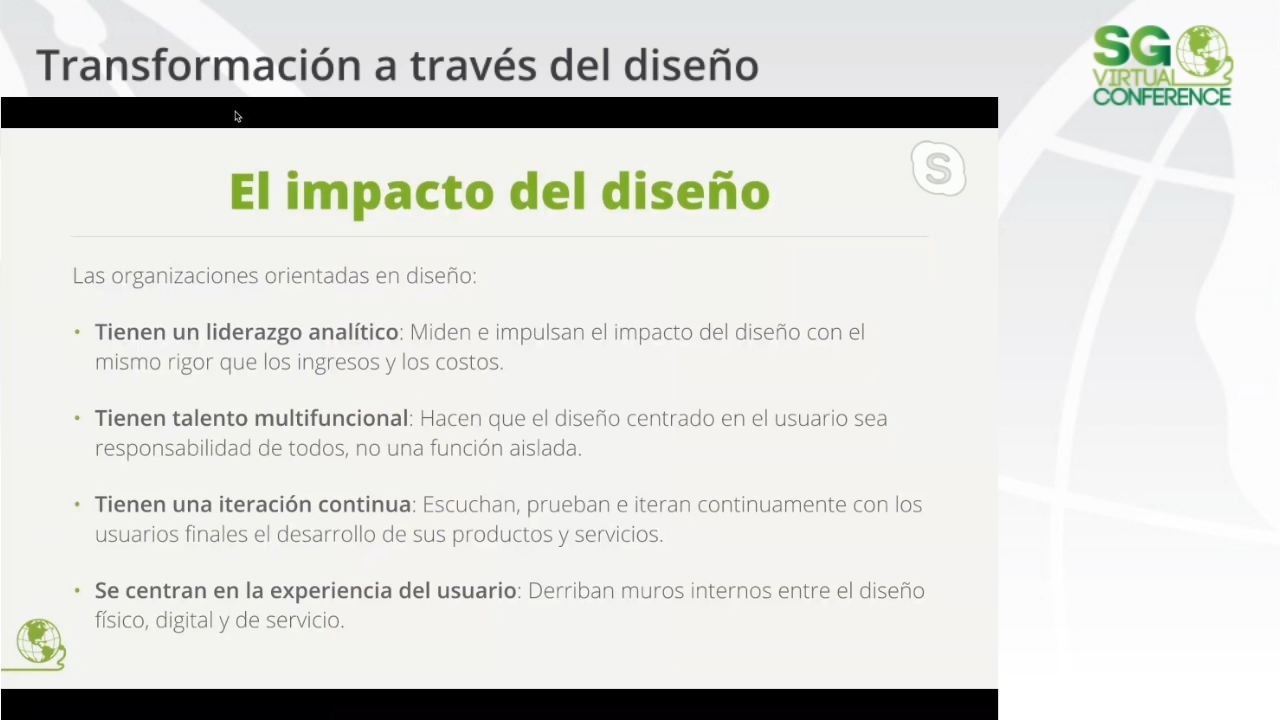 Transformación a través del diseño
SG
VIRTUAL
CONFERENCE
El impacto del diseño
S
Las organizaciones orientadas en diseño:
• Tienen un liderazgo analítico: Miden e impulsan el impacto del diseño con el
mismo rigor que los ingresos y los costos.
• Tienen talento multifuncional: Hacen que el diseño centrado en el usuario sea
responsabilidad de todos, no una función aislada.
• Tienen una iteración continua: Escuchan, prueban e iteran continuamente con los
usuarios finales el desarrollo de sus productos y servicios.
• Se centran en la experiencia del usuario: Derriban muros internos entre el diseño
físico, digital y de servicio.